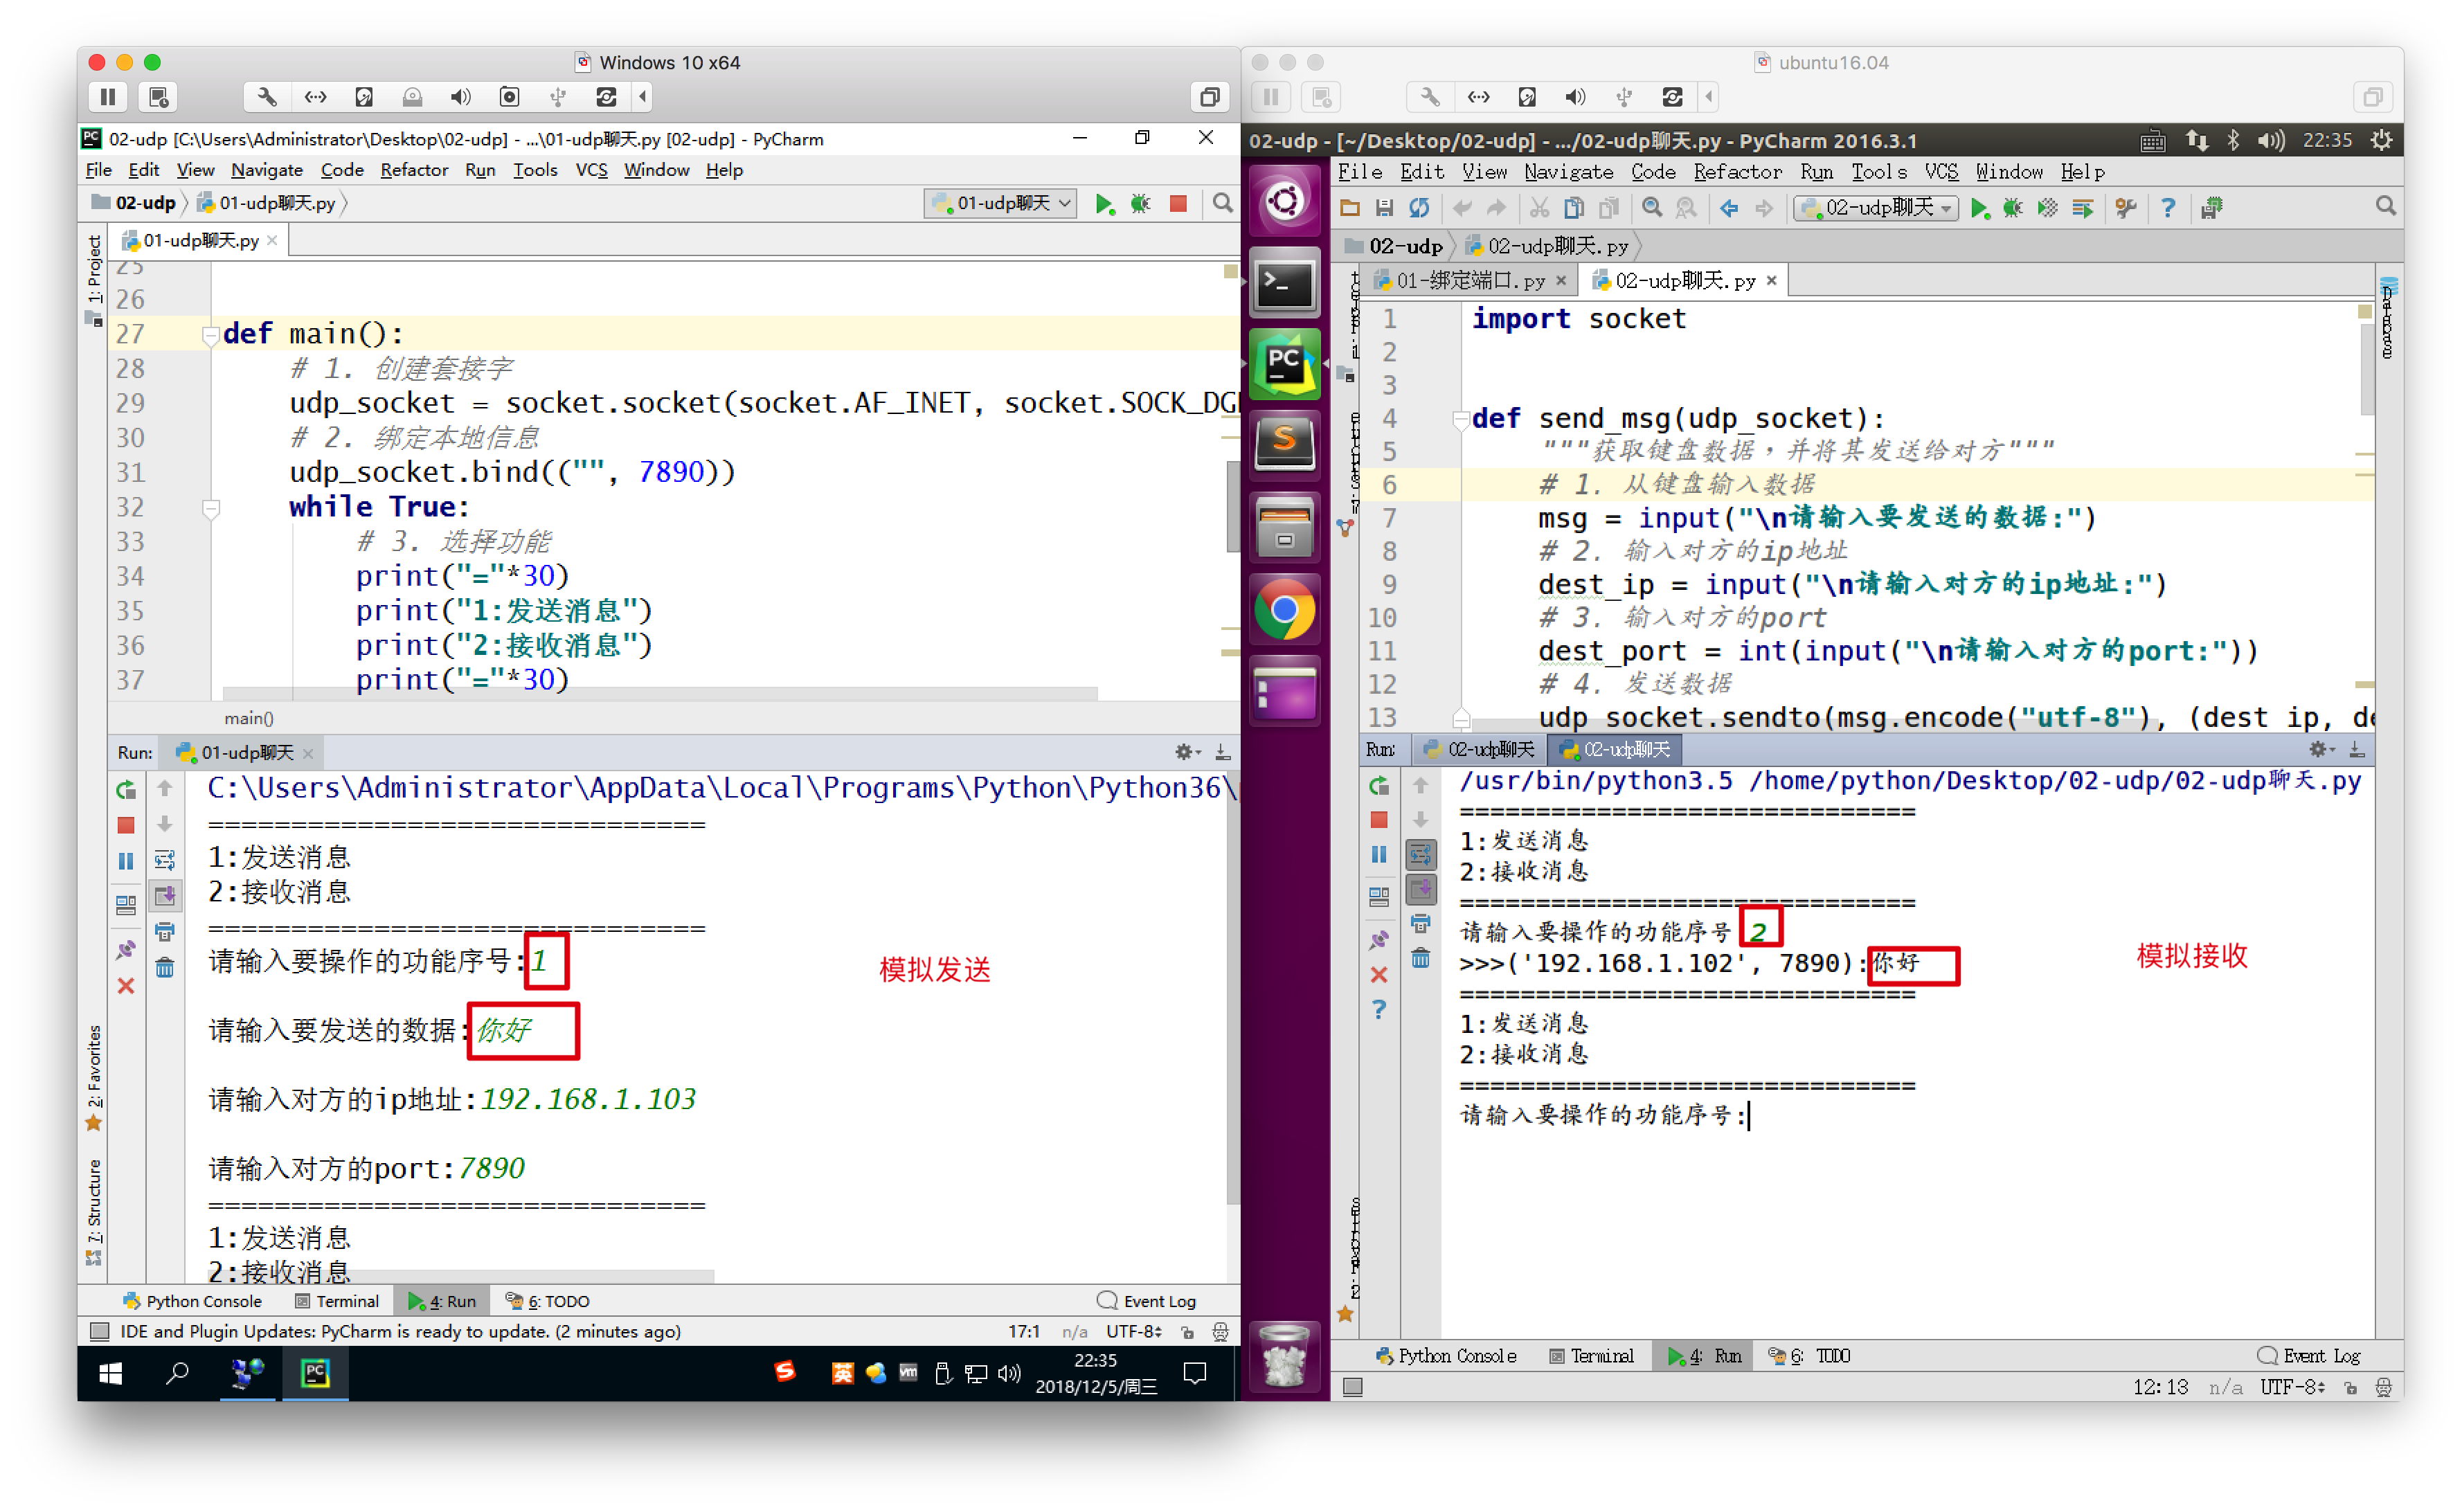 Windows 10 x64
02-udp [C:\Users\Administrator\Desktop\02-udp] - ...\01-udp聊天.py [02-udp] - PyCharm
File Edit View Navigate Code Refactor Run Tools VCS Window Help
02-udp 01-udp聊天.py 01-udp聊天
01-udp聊天.py
1: Project
25
26
27 def main():
28 # 1. 创建套接字
29 udp_socket = socket.socket(socket.AF_INET, socket.SOCK_DG
30 # 2. 绑定本地信息
31 udp_socket.bind(("", 7890))
32 while True:
33 # 3. 选择功能
34 print("="*30)
35 print("1:发送消息")
36 print("2:接收消息")
37 print("="*30)
main()
Run: 01-udp聊天
C:\Users\Administrator\AppData\Local\Programs\Python\Python36\
==============================
1:发送消息
2:接收消息
==============================
请输入要操作的功能序号:1
模拟发送
请输入要发送的数据:你好
请输入对方的ip地址:192.168.1.103
请输入对方的port:7890
==============================
1:发送消息
2:接收消息
2: Favorites
7: Structure
Python Console Terminal 4: Run 6: TODO Event Log
IDE and Plugin Updates: PyCharm is ready to update. (2 minutes ago) 17:1 n/a UTF-8
英
22:35
2018/12/5/周三
ubuntu16.04
02-udp - [~/Desktop/02-udp] - .../02-udp聊天.py - PyCharm 2016.3.1 22:35
File Edit View Navigate Code Refactor Run Tools VCS Window Help
02-udp聊天
02-udp 02-udp聊天.py
01-绑定端口.py 02-udp聊天.py
1 import socket
2
3
4 def send_msg(udp_socket):
5 """获取键盘数据，并将其发送给对方"""
6 # 1. 从键盘输入数据
7 msg = input("\n请输入要发送的数据:")
8 # 2. 输入对方的ip地址
9 dest_ip = input("\n请输入对方的ip地址:")
10 # 3. 输入对方的port
11 dest_port = int(input("\n请输入对方的port:"))
12 # 4. 发送数据
13 udp_socket.sendto(msg.encode("utf-8"), (dest_ip, de
Run: 02-udp聊天 02-udp聊天
/usr/bin/python3.5 /home/python/Desktop/02-udp/02-udp聊天.py
==============================
1:发送消息
2:接收消息
==============================
请输入要操作的功能序号 2
>>>('192.168.1.102', 7890):你好
模拟接收
==============================
1:发送消息
2:接收消息
==============================
请输入要操作的功能序号:
Python Console Terminal 4: Run 6: TODO Event Log
12:13 n/a UTF-8